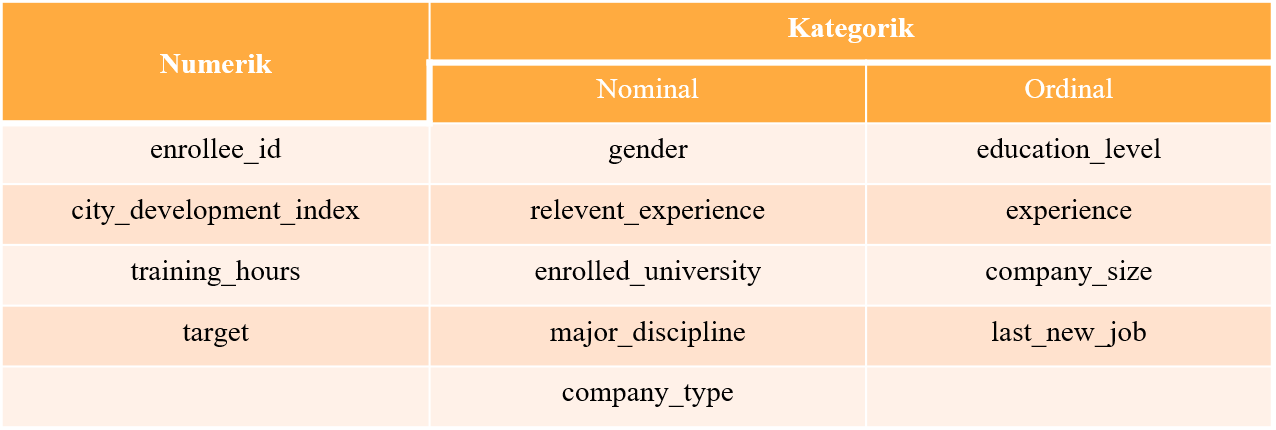 Numerik
Kategorik
Nominal
Ordinal
enrollee_id
gender
education_level
city_development_index
relevent_experience
experience
training_hours
enrolled_university
company_size
target
major_discipline
last_new_job
company_type